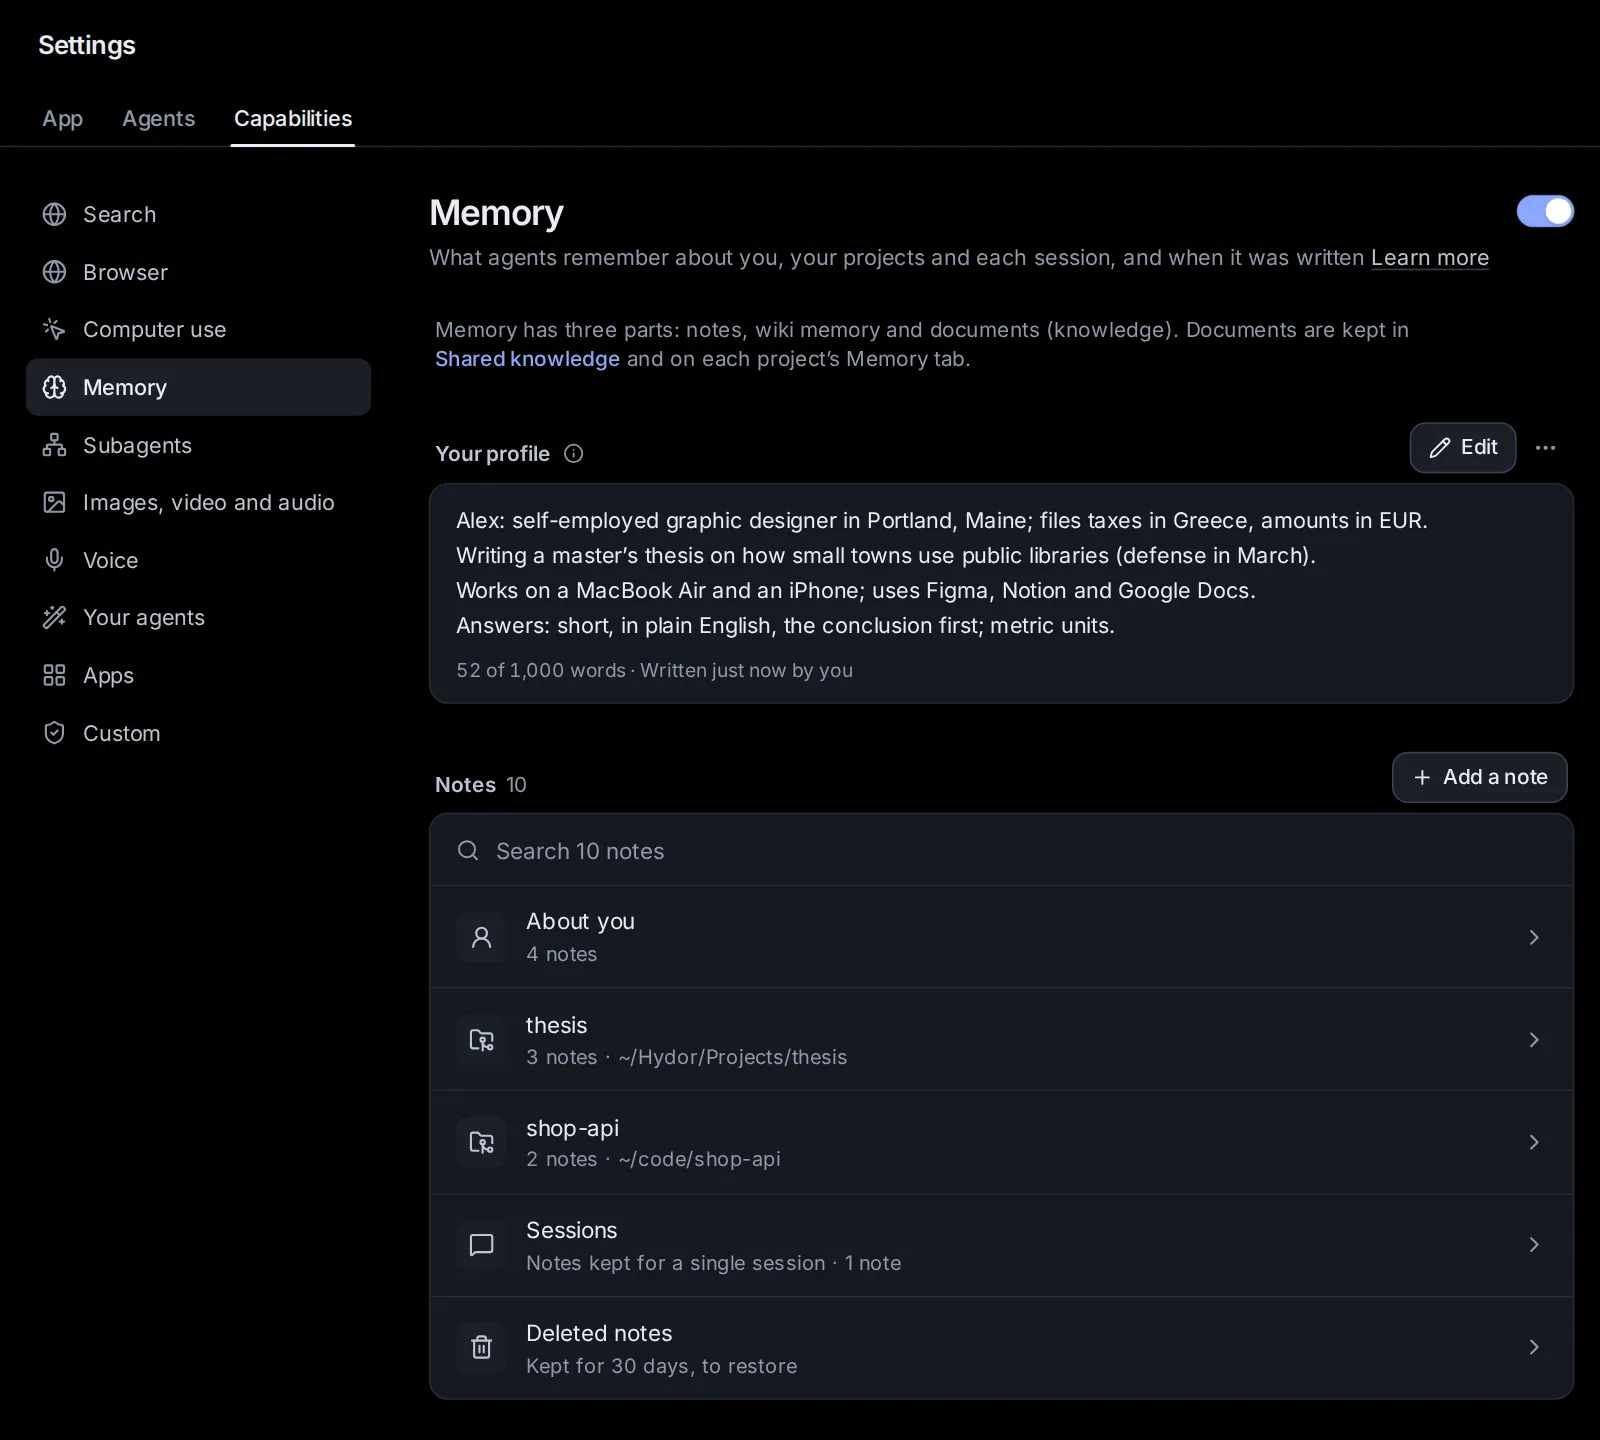 Settings
App
Agents
Capabilities
Search
Browser
Computer use
Memory
Subagents
Images, video and audio
Voice
Your agents
Apps
Custom
Memory
What agents remember about you, your projects and each session, and when it was written Learn more
Memory has three parts: notes, wiki memory and documents (knowledge). Documents are kept in
Shared knowledge and on each project’s Memory tab.
Your profile
Edit
Alex: self-employed graphic designer in Portland, Maine; files taxes in Greece, amounts in EUR.
Writing a master’s thesis on how small towns use public libraries (defense in March).
Works on a MacBook Air and an iPhone; uses Figma, Notion and Google Docs.
Answers: short, in plain English, the conclusion first; metric units.
52 of 1,000 words · Written just now by you
Notes 10
Add a note
Search 10 notes
About you
4 notes
thesis
3 notes · ~/Hydor/Projects/thesis
shop-api
2 notes · ~/code/shop-api
Sessions
Notes kept for a single session · 1 note
Deleted notes
Kept for 30 days, to restore